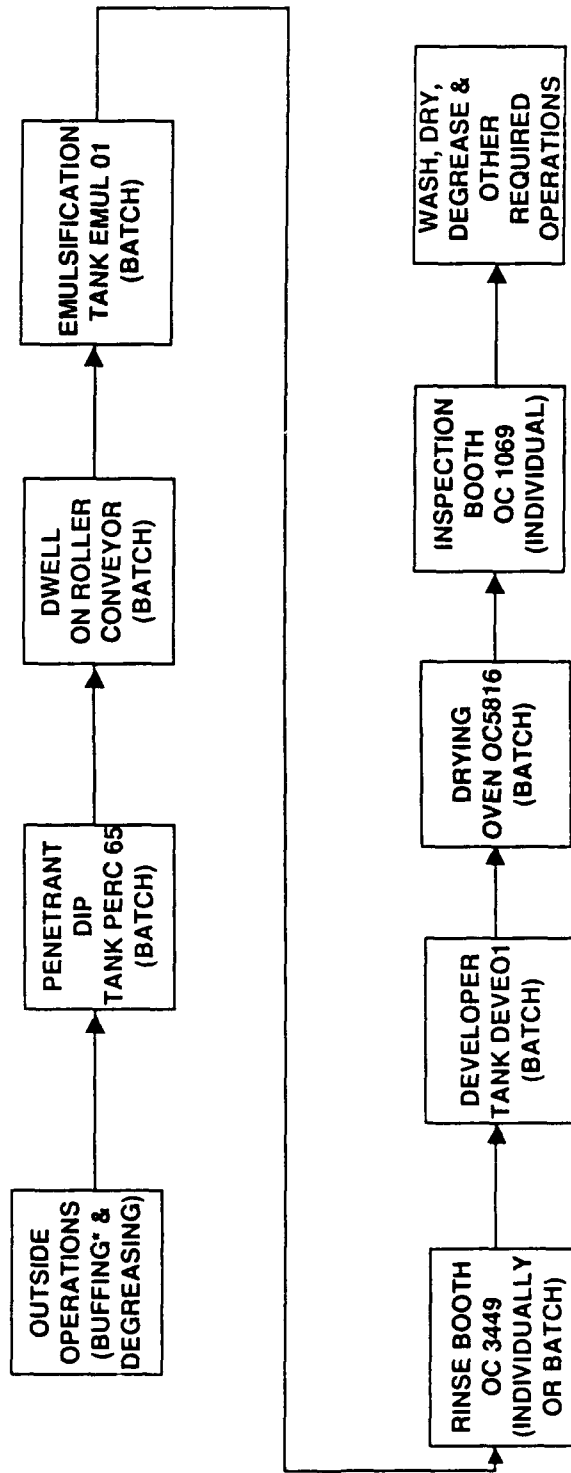 OUTSIDE
OPERATIONS
(BUFFING* &
DEGREASING)
PENETRANT
DIP
TANK PERC 65
(BATCH)
DWELL
ON ROLLER
CONVEYOR
(BATCH)
EMULSIFICATION
TANK EMUL 01
(BATCH)
RINSE BOOTH
OC 3449
(INDIVIDUALLY
OR BATCH)
DEVELOPER
TANK DEVEO1
(BATCH)
DRYING
OVEN OC5816
(BATCH)
INSPECTION
BOOTH
OC 1069
(INDIVIDUAL)
WASH, DRY,
DEGREASE &
OTHER
REQUIRED
OPERATIONS